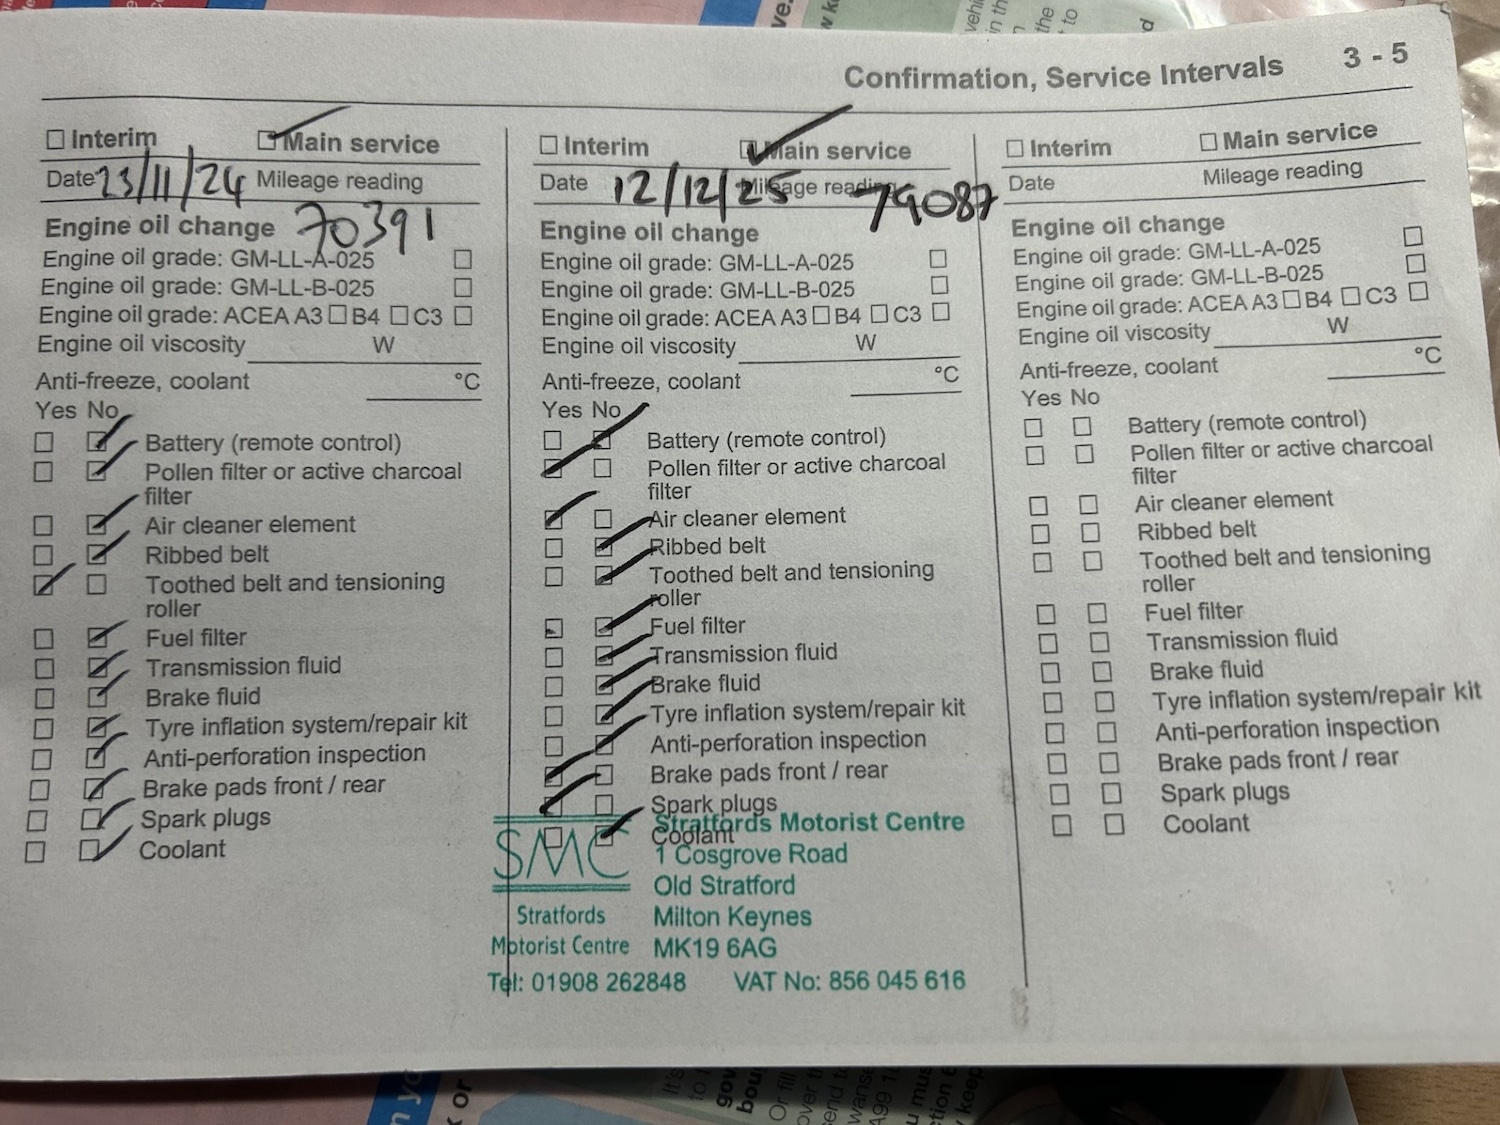 Confirmation, Service Intervals 3 - 5
Interim Main service
Date 23/11/24 Mileage reading
Engine oil change 70391
Engine oil grade: GM-LL-A-025
Engine oil grade: GM-LL-B-025
Engine oil grade: ACEA A3 B4 C3
Engine oil viscosity W
Anti-freeze, coolant °C
Yes No
Battery (remote control)
Pollen filter or active charcoal
filter
Air cleaner element
Ribbed belt
Toothed belt and tensioning
roller
Fuel filter
Transmission fluid
Brake fluid
Tyre inflation system/repair kit
Anti-perforation inspection
Brake pads front / rear
Spark plugs
Coolant
Interim Main service
Date 12/12/25 Mileage reading 79087
Engine oil change
Engine oil grade: GM-LL-A-025
Engine oil grade: GM-LL-B-025
Engine oil grade: ACEA A3 B4 C3
Engine oil viscosity W
Anti-freeze, coolant °C
Yes No
Battery (remote control)
Pollen filter or active charcoal
filter
Air cleaner element
Ribbed belt
Toothed belt and tensioning
roller
Fuel filter
Transmission fluid
Brake fluid
Tyre inflation system/repair kit
Anti-perforation inspection
Brake pads front / rear
Spark plugs
Coolant
SMC
Stratfords
Motorist Centre
Stratfords Motorist Centre
1 Cosgrove Road
Old Stratford
Milton Keynes
MK19 6AG
Tel: 01908 262848 VAT No: 856 045 616
Interim Main service
Date Mileage reading
Engine oil change
Engine oil grade: GM-LL-A-025
Engine oil grade: GM-LL-B-025
Engine oil grade: ACEA A3 B4 C3
Engine oil viscosity W
Anti-freeze, coolant °C
Yes No
Battery (remote control)
Pollen filter or active charcoal
filter
Air cleaner element
Ribbed belt
Toothed belt and tensioning
roller
Fuel filter
Transmission fluid
Brake fluid
Tyre inflation system/repair kit
Anti-perforation inspection
Brake pads front / rear
Spark plugs
Coolant